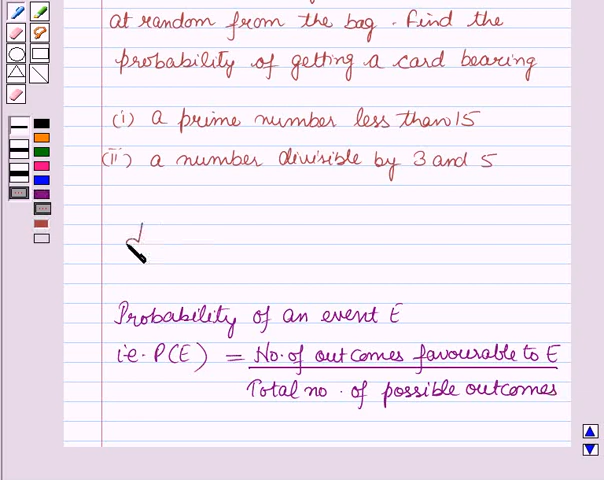 at random from the bag. Find the
probability of getting a card bearing
(i) a prime number less than 15
(ii) a number divisible by 3 and 5
Probability of an event E
i.e. P(E) = No. of outcomes favourable to E
Total no. of possible outcomes